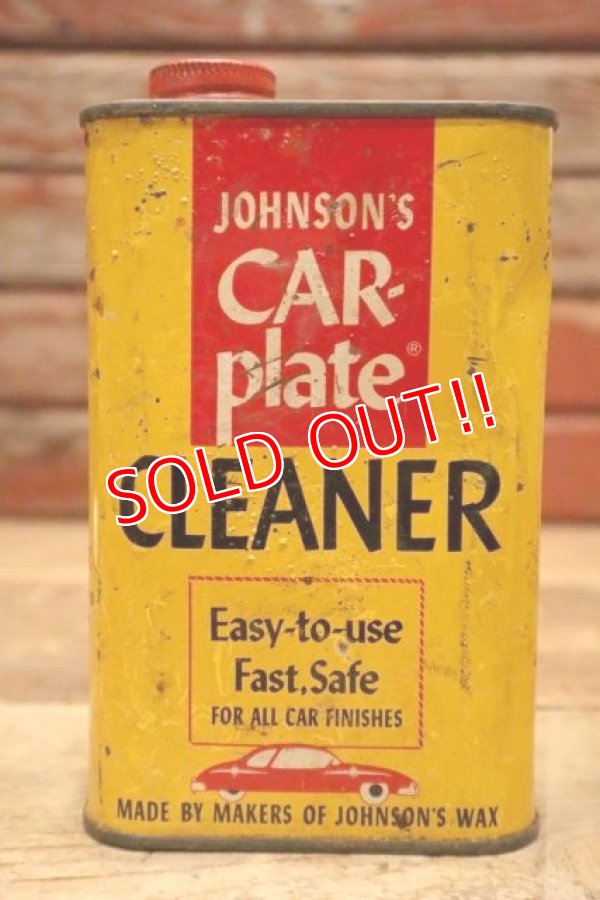 JOHNSON'S
CAR-
plate®
SOLD OUT!!
CLEANER
Easy-to-use
Fast, Safe
FOR ALL CAR FINISHES
MADE BY MAKERS OF JOHNSON'S WAX